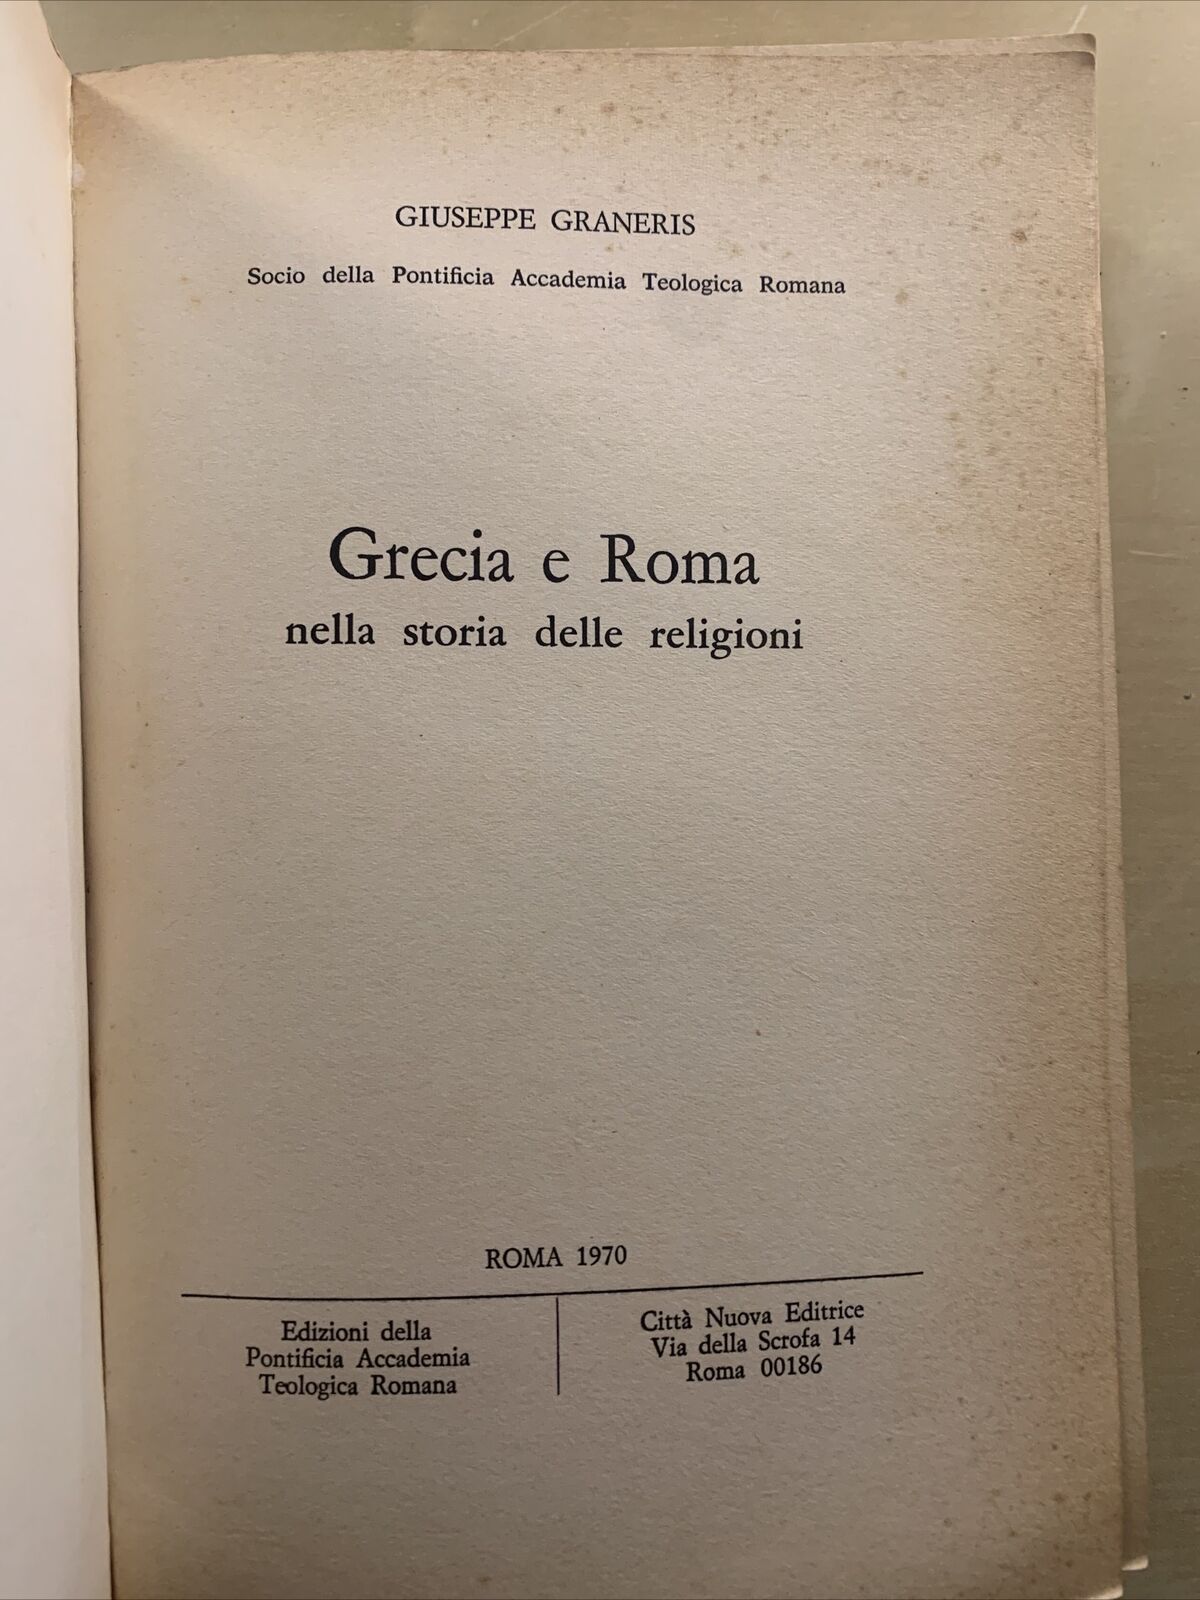 GIUSEPPE GRANERIS
Socio della Pontificia Accademia Teologica Romana
Grecia e Roma
nella storia delle religioni
ROMA 1970
Edizioni della
Pontificia Accademia
Teologica Romana
Città Nuova Editrice
Via della Scrofa 14
Roma 00186